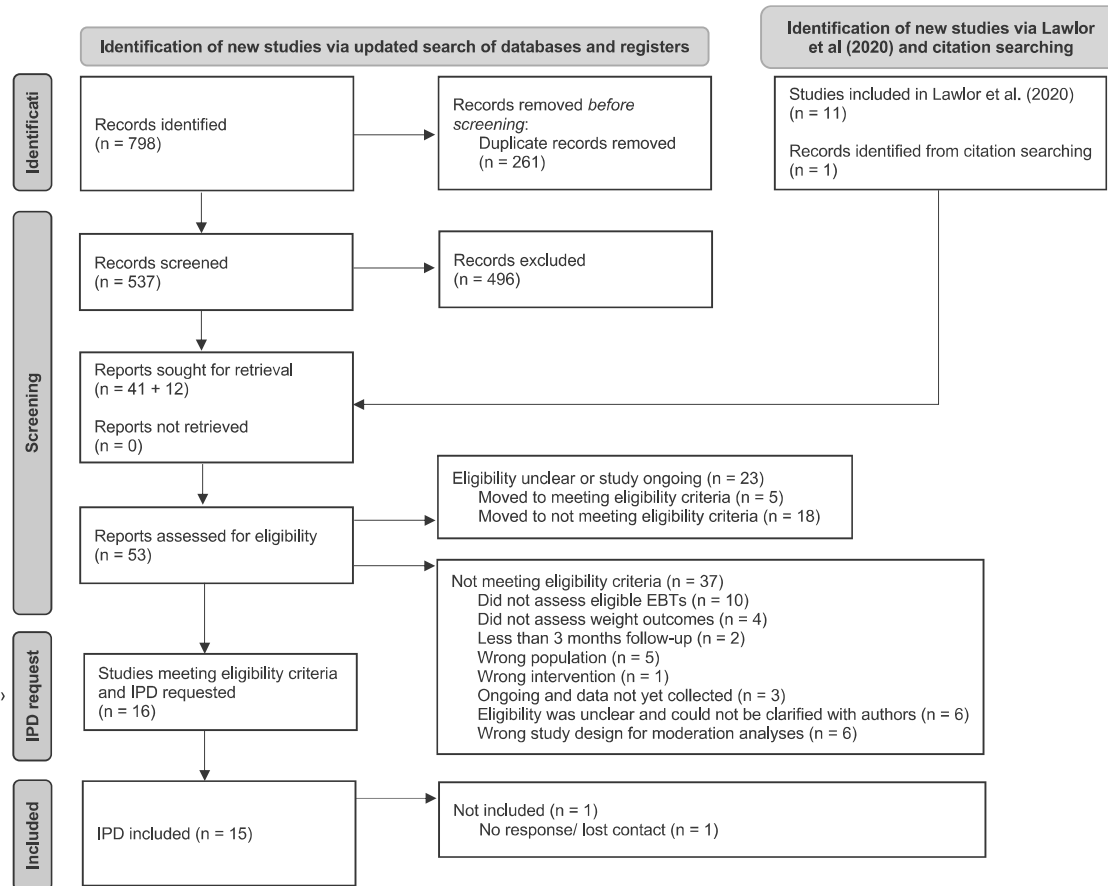 Identification of new studies via updated search of databases and registers
Identification of new studies via Lawlor
et al (2020) and citation searching
Identificati
Records identified
(n = 798)
Records removed before
screening:
Duplicate records removed
(n = 261)
Studies included in Lawlor et al. (2020)
(n = 11)
Records identified from citation searching
(n = 1)
Screening
Records screened
(n = 537)
Records excluded
(n = 496)
Reports sought for retrieval
(n = 41 + 12)
Reports not retrieved
(n = 0)
Reports assessed for eligibility
(n = 53)
Eligibility unclear or study ongoing (n = 23)
Moved to meeting eligibility criteria (n = 5)
Moved to not meeting eligibility criteria (n = 18)
Not meeting eligibility criteria (n = 37)
Did not assess eligible EBTs (n = 10)
Did not assess weight outcomes (n = 4)
Less than 3 months follow-up (n = 2)
Wrong population (n = 5)
Wrong intervention (n = 1)
Ongoing and data not yet collected (n = 3)
Eligibility was unclear and could not be clarified with authors (n = 6)
Wrong study design for moderation analyses (n = 6)
IPD request
Studies meeting eligibility criteria
and IPD requested
(n = 16)
Included
IPD included (n = 15)
Not included (n = 1)
No response/ lost contact (n = 1)